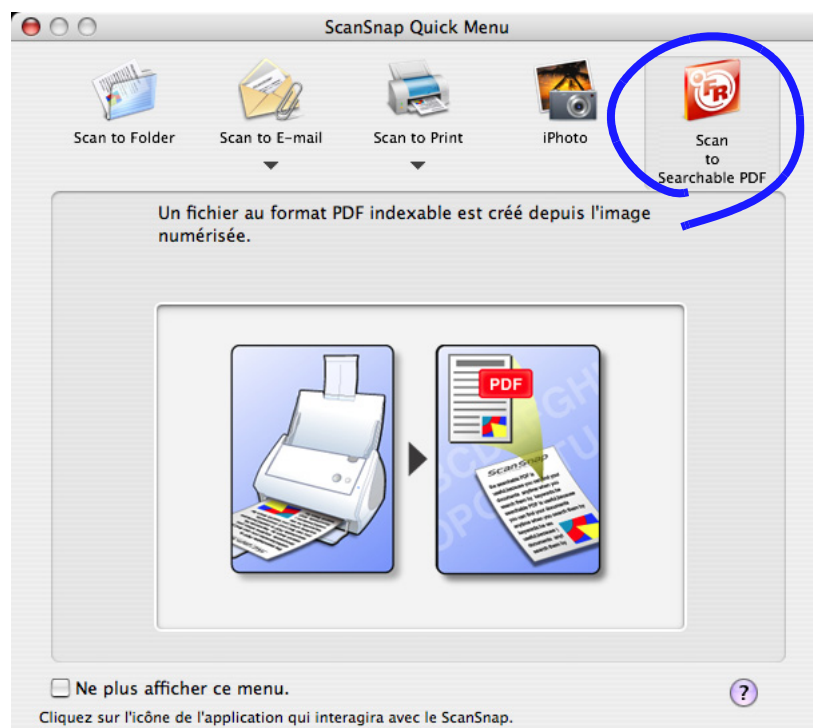 ScanSnap Quick Menu
Scan to Folder
Scan to E-mail
Scan to Print
iPhoto
Scan
to
Searchable PDF
Un fichier au format PDF indexable est créé depuis l'image
numérisée.
PDF
ScanSnap
Ne plus afficher ce menu.
?
Cliquez sur l'icône de l'application qui interagira avec le ScanSnap.